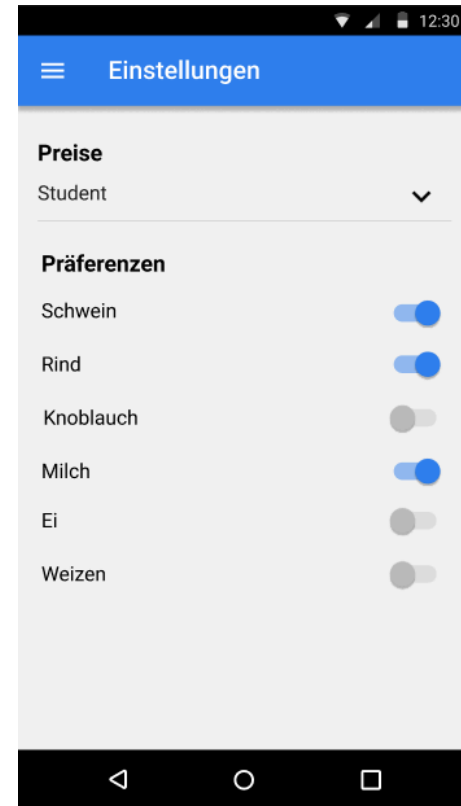 12:30
Einstellungen
Preise
Student
Präferenzen
Schwein
Rind
Knoblauch
Milch
Ei
Weizen